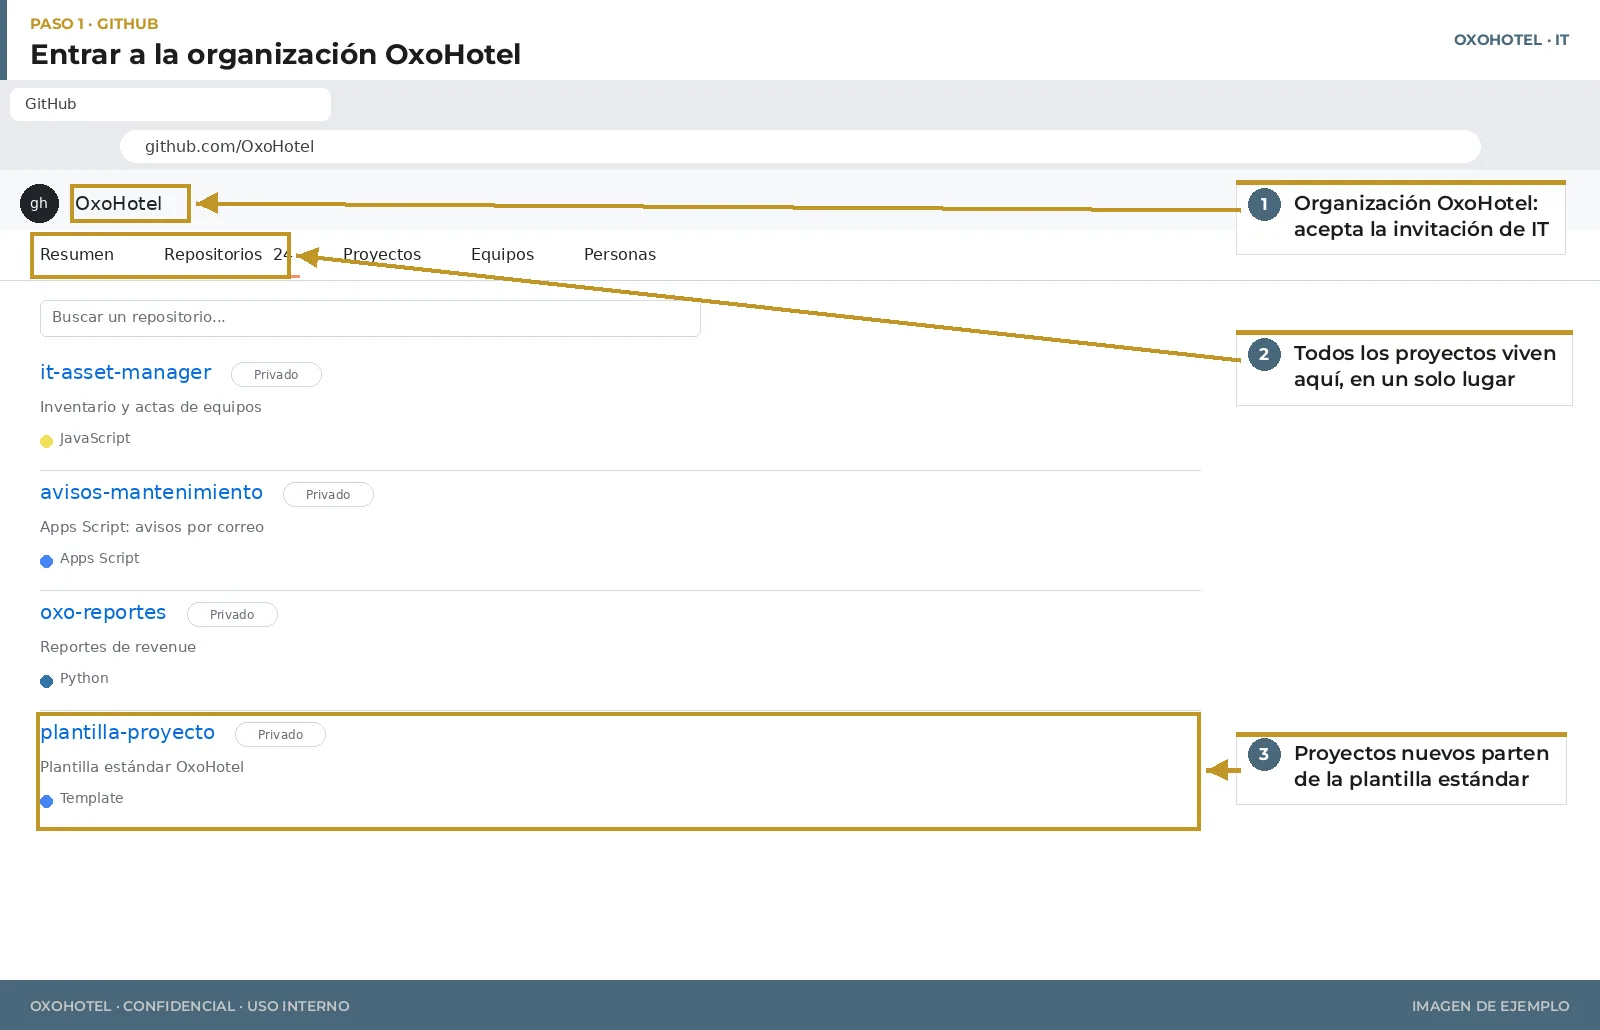 PASO 1 · GITHUB
Entrar a la organización OxoHotel
OXOHOTEL · IT
GitHub
github.com/OxoHotel
gh
OxoHotel
1
Organización OxoHotel:
acepta la invitación de IT
Resumen Repositorios 24 Proyectos Equipos Personas
Buscar un repositorio...
2
Todos los proyectos viven
aquí, en un solo lugar
it-asset-manager Privado
Inventario y actas de equipos
JavaScript
avisos-mantenimiento Privado
Apps Script: avisos por correo
Apps Script
oxo-reportes Privado
Reportes de revenue
Python
plantilla-proyecto Privado
Plantilla estándar OxoHotel
Template
3
Proyectos nuevos parten
de la plantilla estándar
OXOHOTEL · CONFIDENCIAL · USO INTERNO
IMAGEN DE EJEMPLO